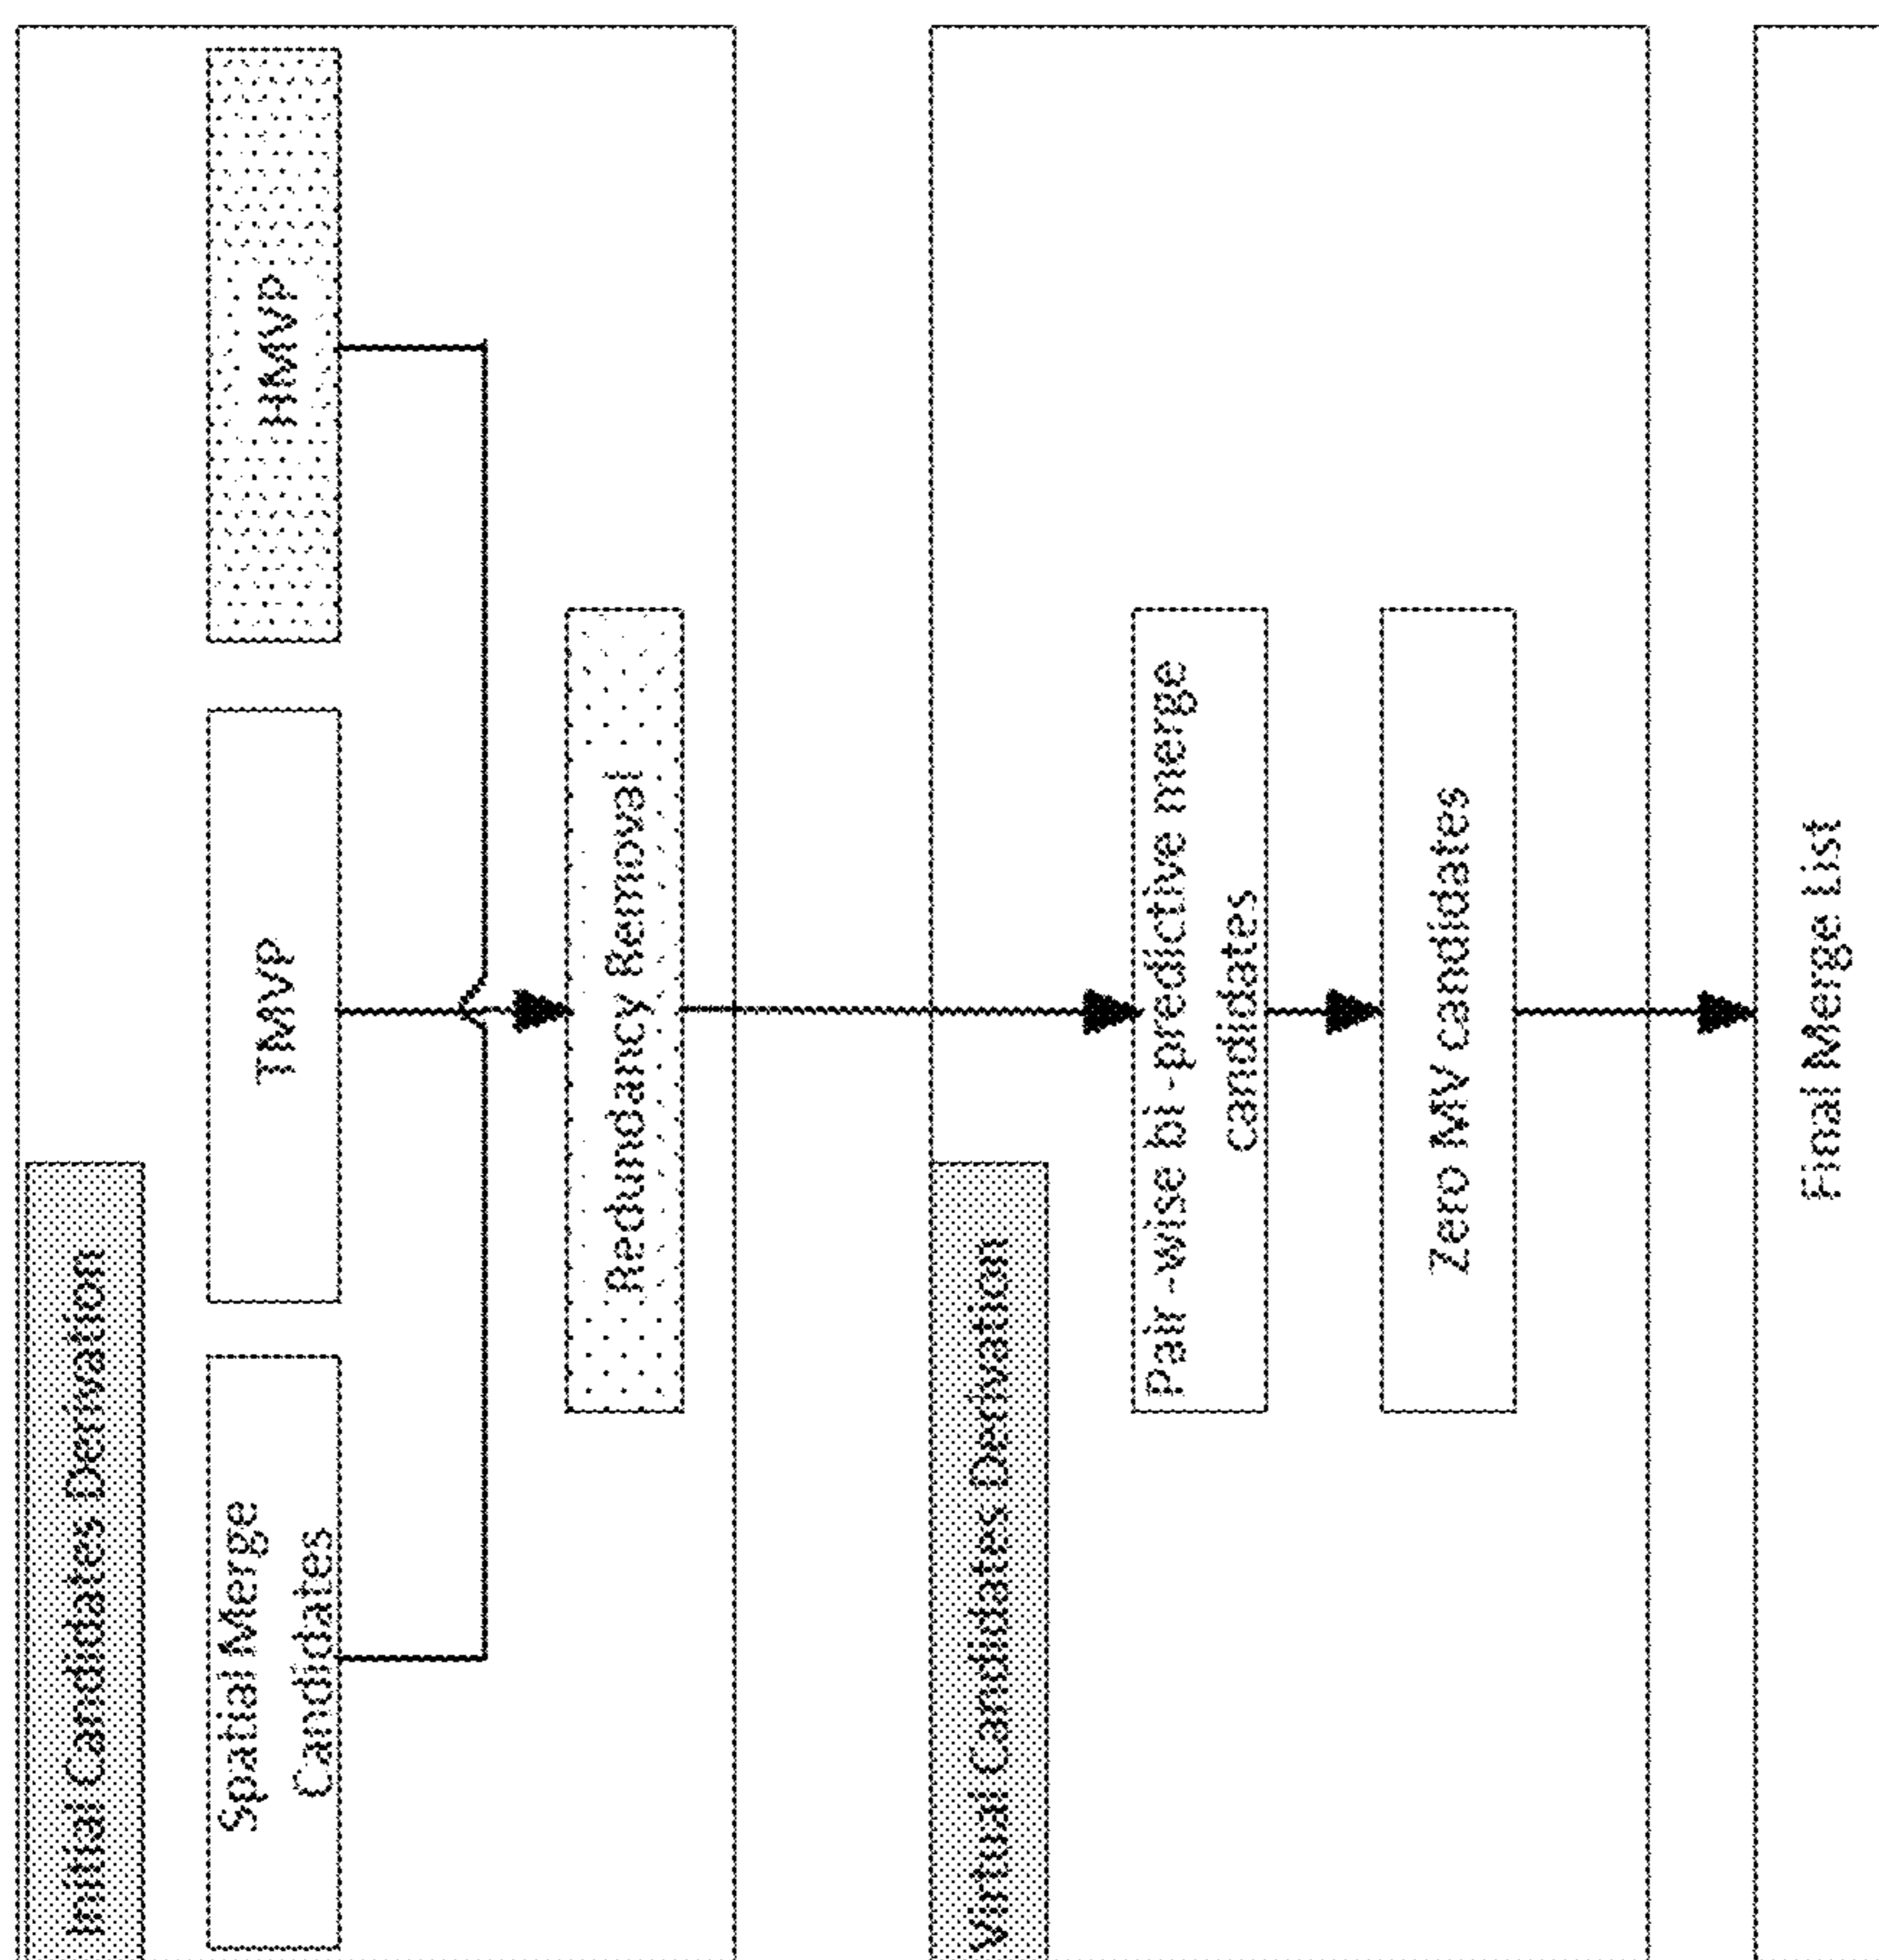 Initial Candidates Derivation
Spatial Merge
Candidates
TMVP
HMVP
Redundancy Removal
Virtual Candidates Derivation
Pair-wise bi-predictive merge
candidates
Zero MV candidates
Final Merge List